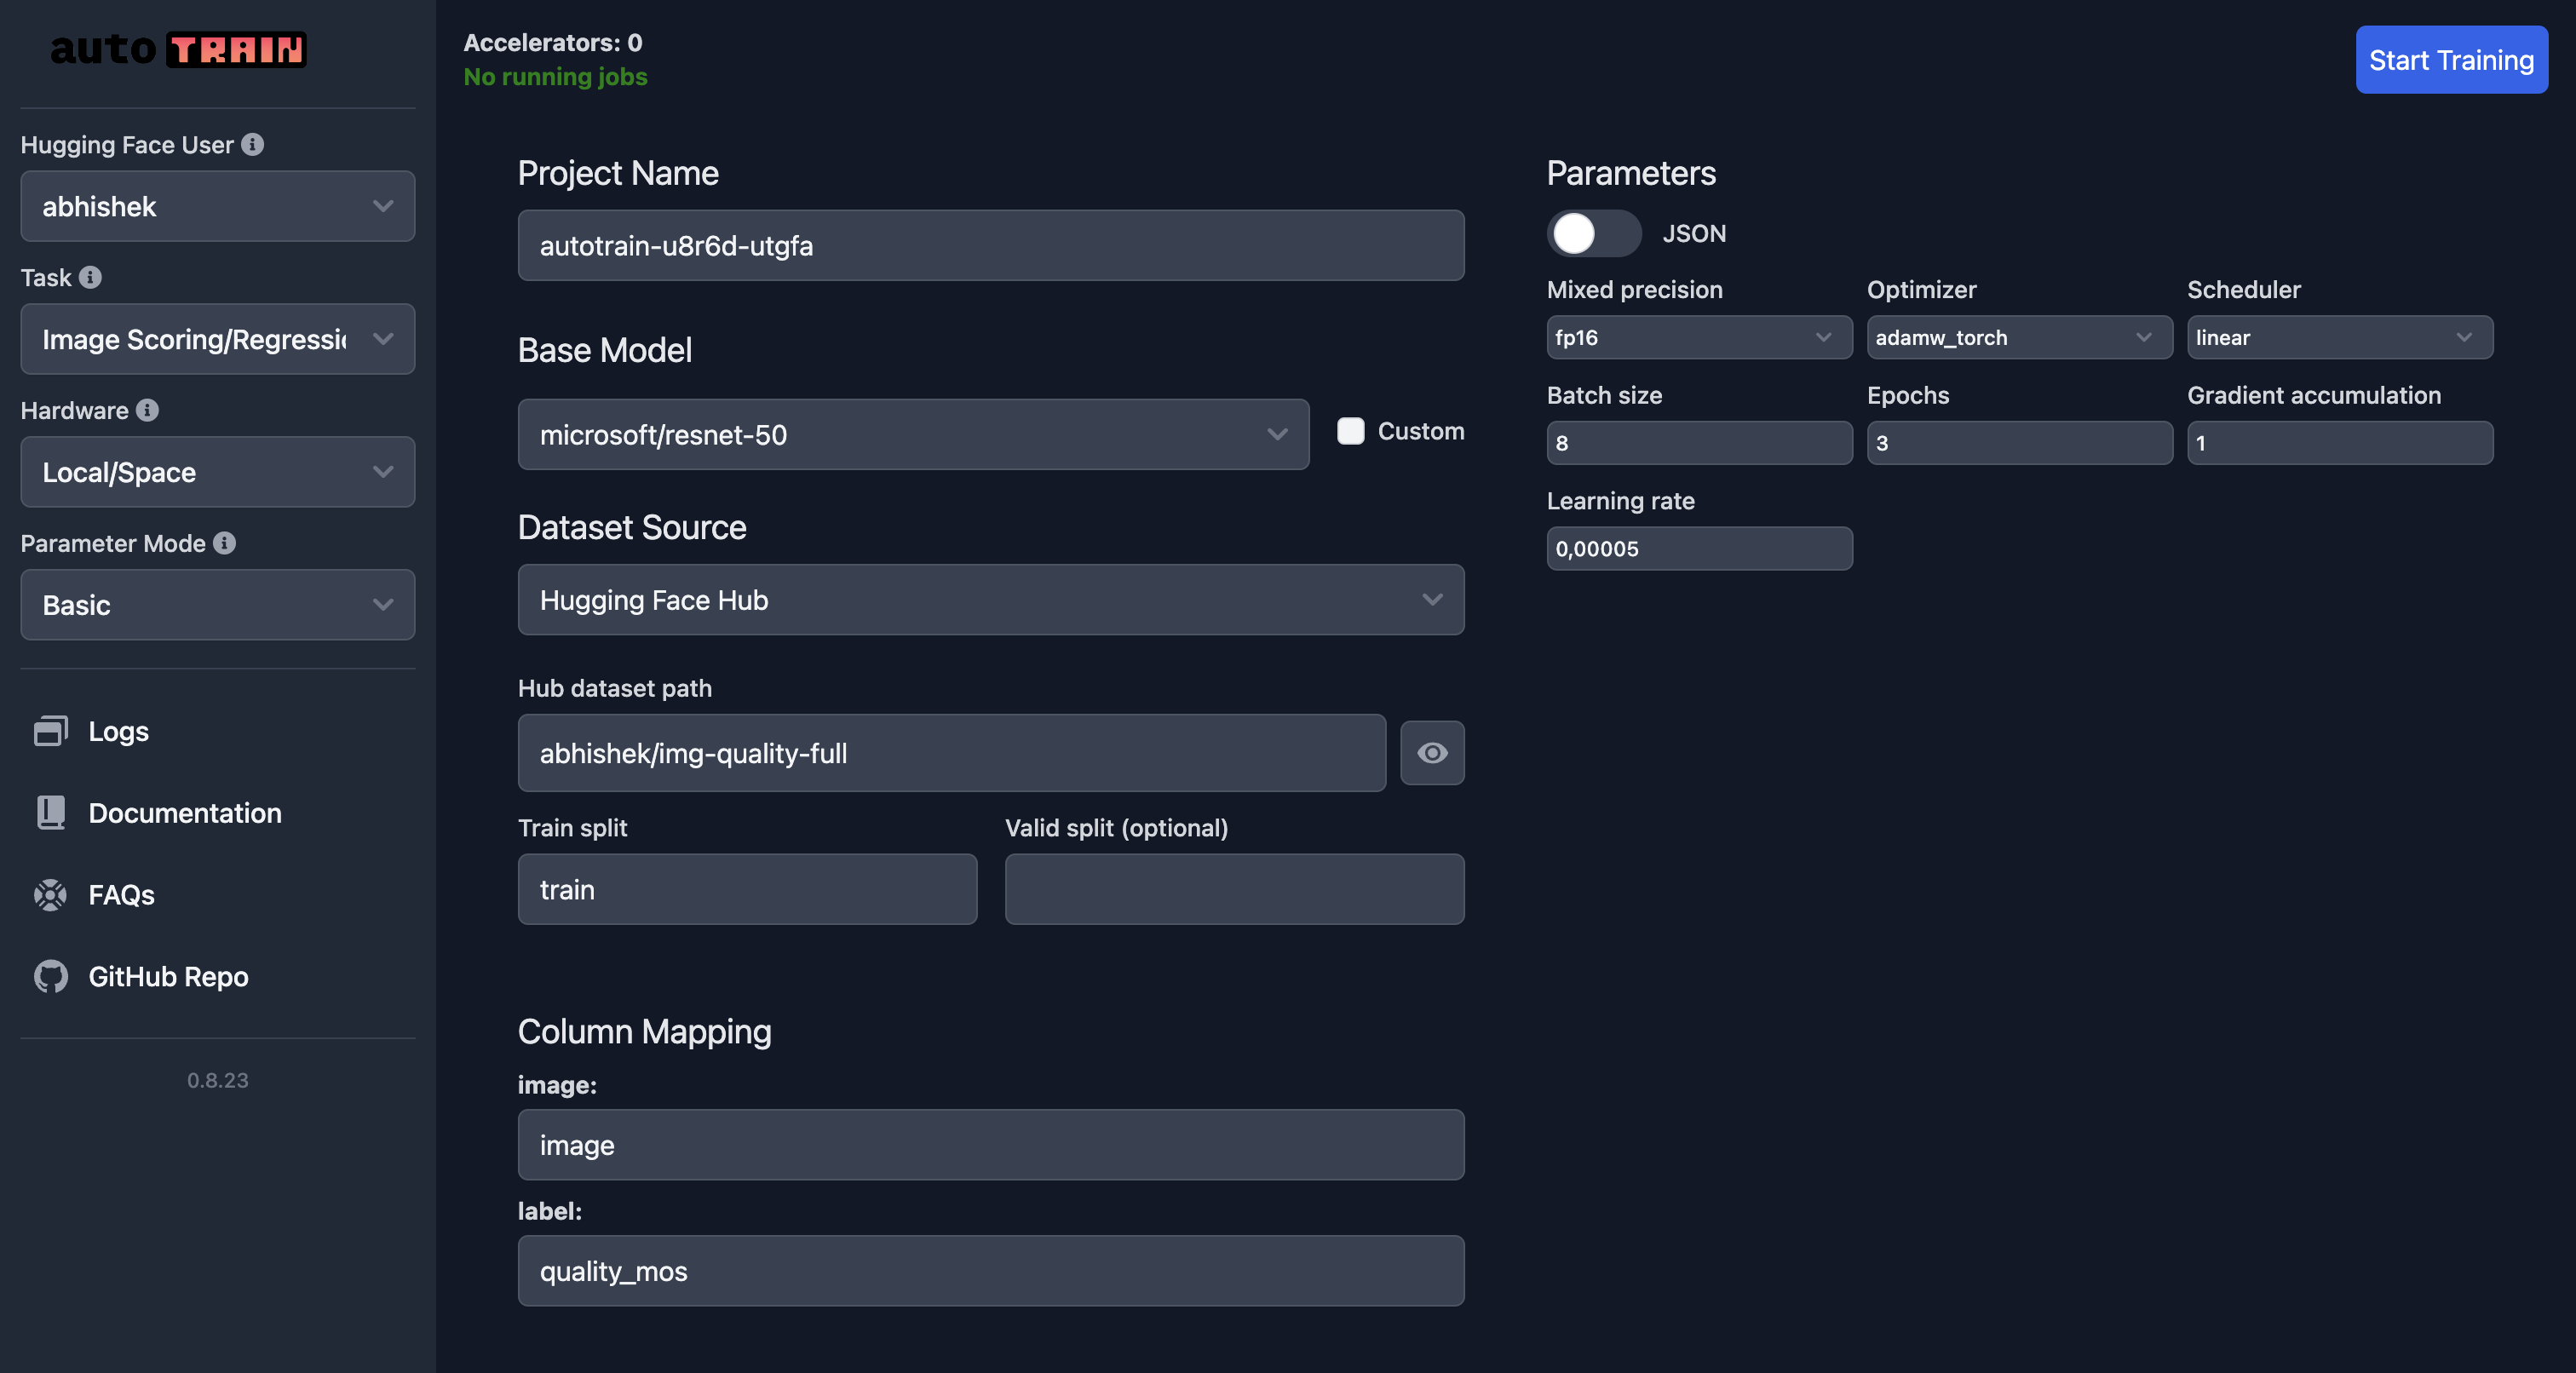 auto TRAIN
Hugging Face User
abhishek
Task
Image Scoring/Regressi
Hardware
Local/Space
Parameter Mode
Basic
Logs
Documentation
FAQs
GitHub Repo
0.8.23
Accelerators: 0
No running jobs
Start Training
Project Name
autotrain-u8r6d-utgfa
Base Model
microsoft/resnet-50
Custom
Dataset Source
Hugging Face Hub
Hub dataset path
abhishek/img-quality-full
Train split
Valid split (optional)
train
Column Mapping
image:
image
label:
quality_mos
Parameters
JSON
Mixed precision
Optimizer
Scheduler
fp16
adamw_torch
linear
Batch size
Epochs
Gradient accumulation
8
3
1
Learning rate
0,00005